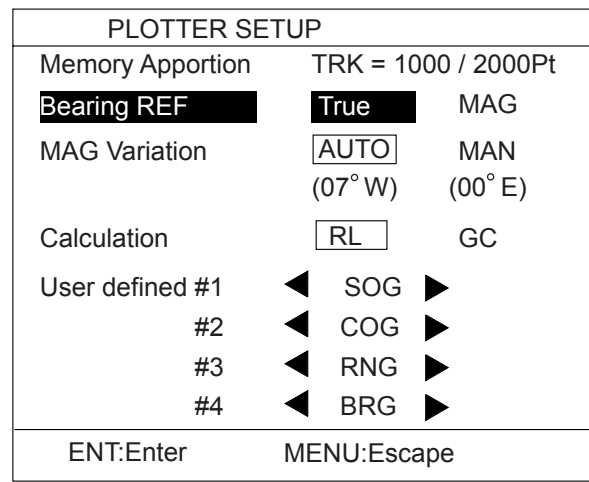 PLOTTER SETUP
Memory Apportion TRK = 1000 / 2000Pt
Bearing REF True MAG
MAG Variation AUTO MAN
(07° W) (00° E)
Calculation RL GC
User defined #1 ◀ SOG ▶
#2 ◀ COG ▶
#3 ◀ RNG ▶
#4 ◀ BRG ▶
ENT:Enter MENU:Escape